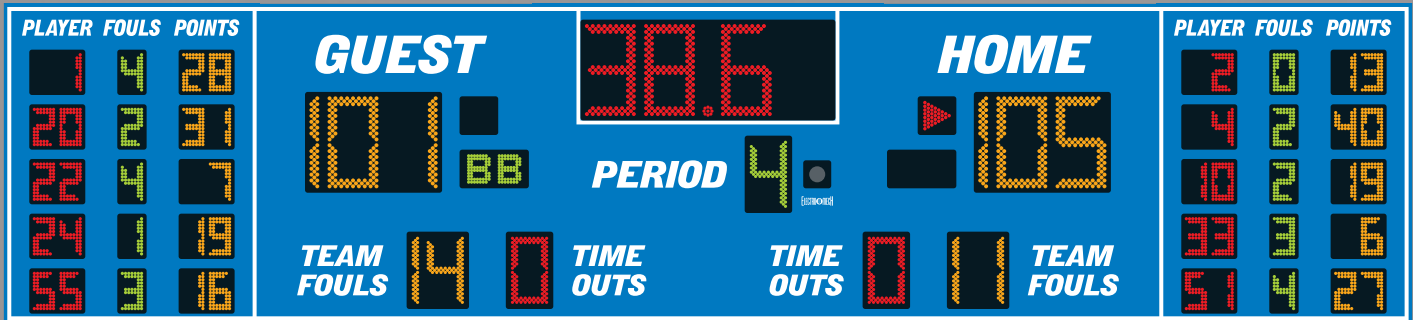 PLAYER FOULS POINTS
1 4 28
20 2 31
22 4 7
24 1 19
55 3 16
38.6
GUEST
HOME
101
105
BB
PERIOD 4
ELECTRO-MECH
TEAM FOULS 14
0 TIME OUTS
TIME OUTS 0
11 TEAM FOULS
PLAYER FOULS POINTS
2 0 13
4 2 40
10 2 19
33 3 6
51 4 27